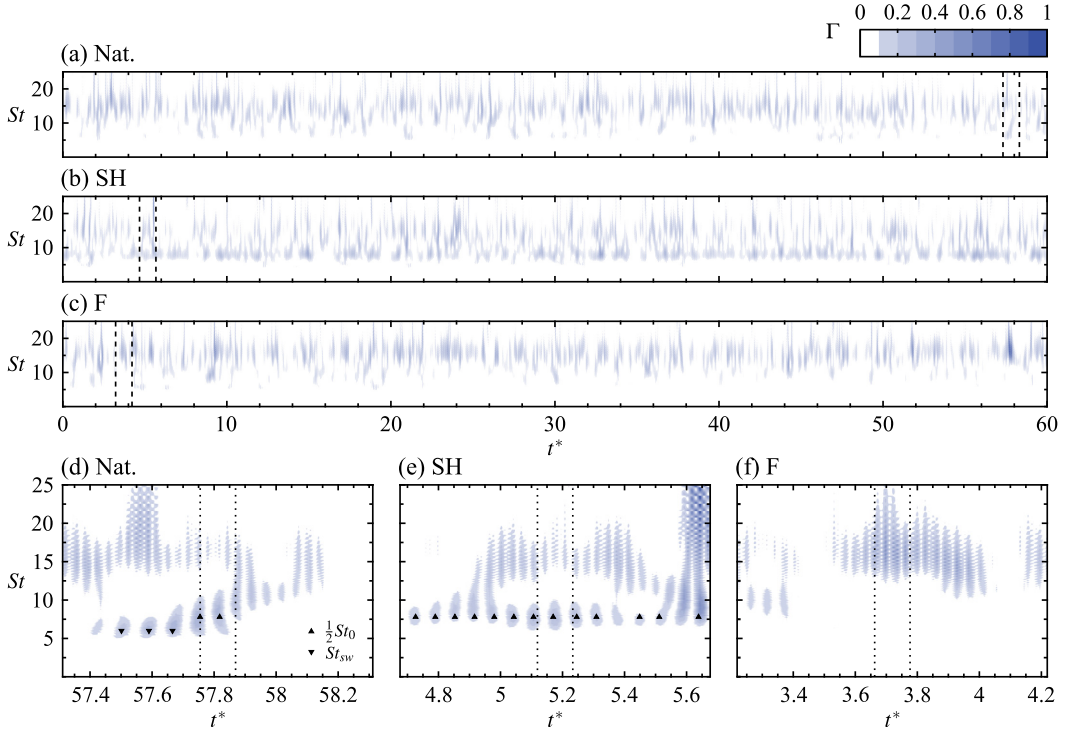 Γ
0 0.2 0.4 0.6 0.8 1
(a) Nat.
20
St
10
(b) SH
20
St
10
(c) F
20
St
10
0 10 20 30 40 50 60
t*
(d) Nat. (e) SH (f) F
25
20
15
St
10
5
▲ ½St₀
▼ Stsw
57.4 57.6 57.8 58 58.2
t*
4.8 5 5.2 5.4 5.6
t*
3.4 3.6 3.8 4 4.2
t*